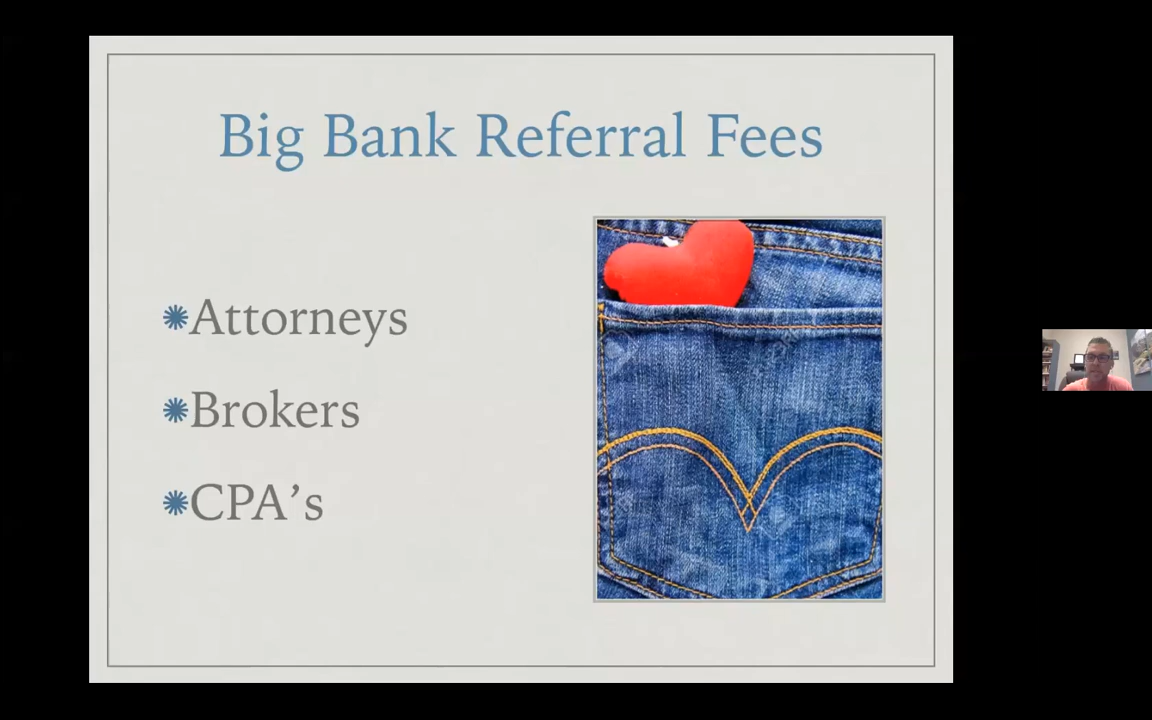 Big Bank Referral Fees
Attorneys
Brokers
CPA’s